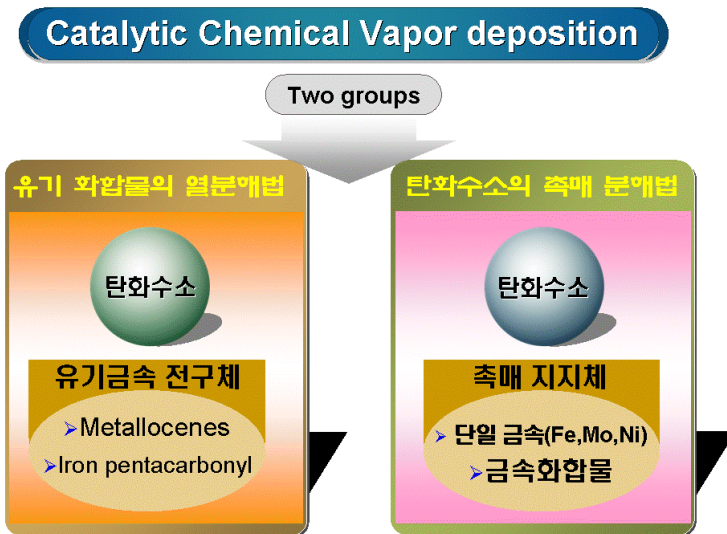 Catalytic Chemical Vapor deposition
Two groups
유기 화합물의 열분해법
탄화수소
유기금속 전구체
➢Metallocenes
➢Iron pentacarbonyl
탄화수소의 촉매 분해법
탄화수소
촉매 지지체
➢ 단일 금속(Fe,Mo,Ni)
➢금속화합물